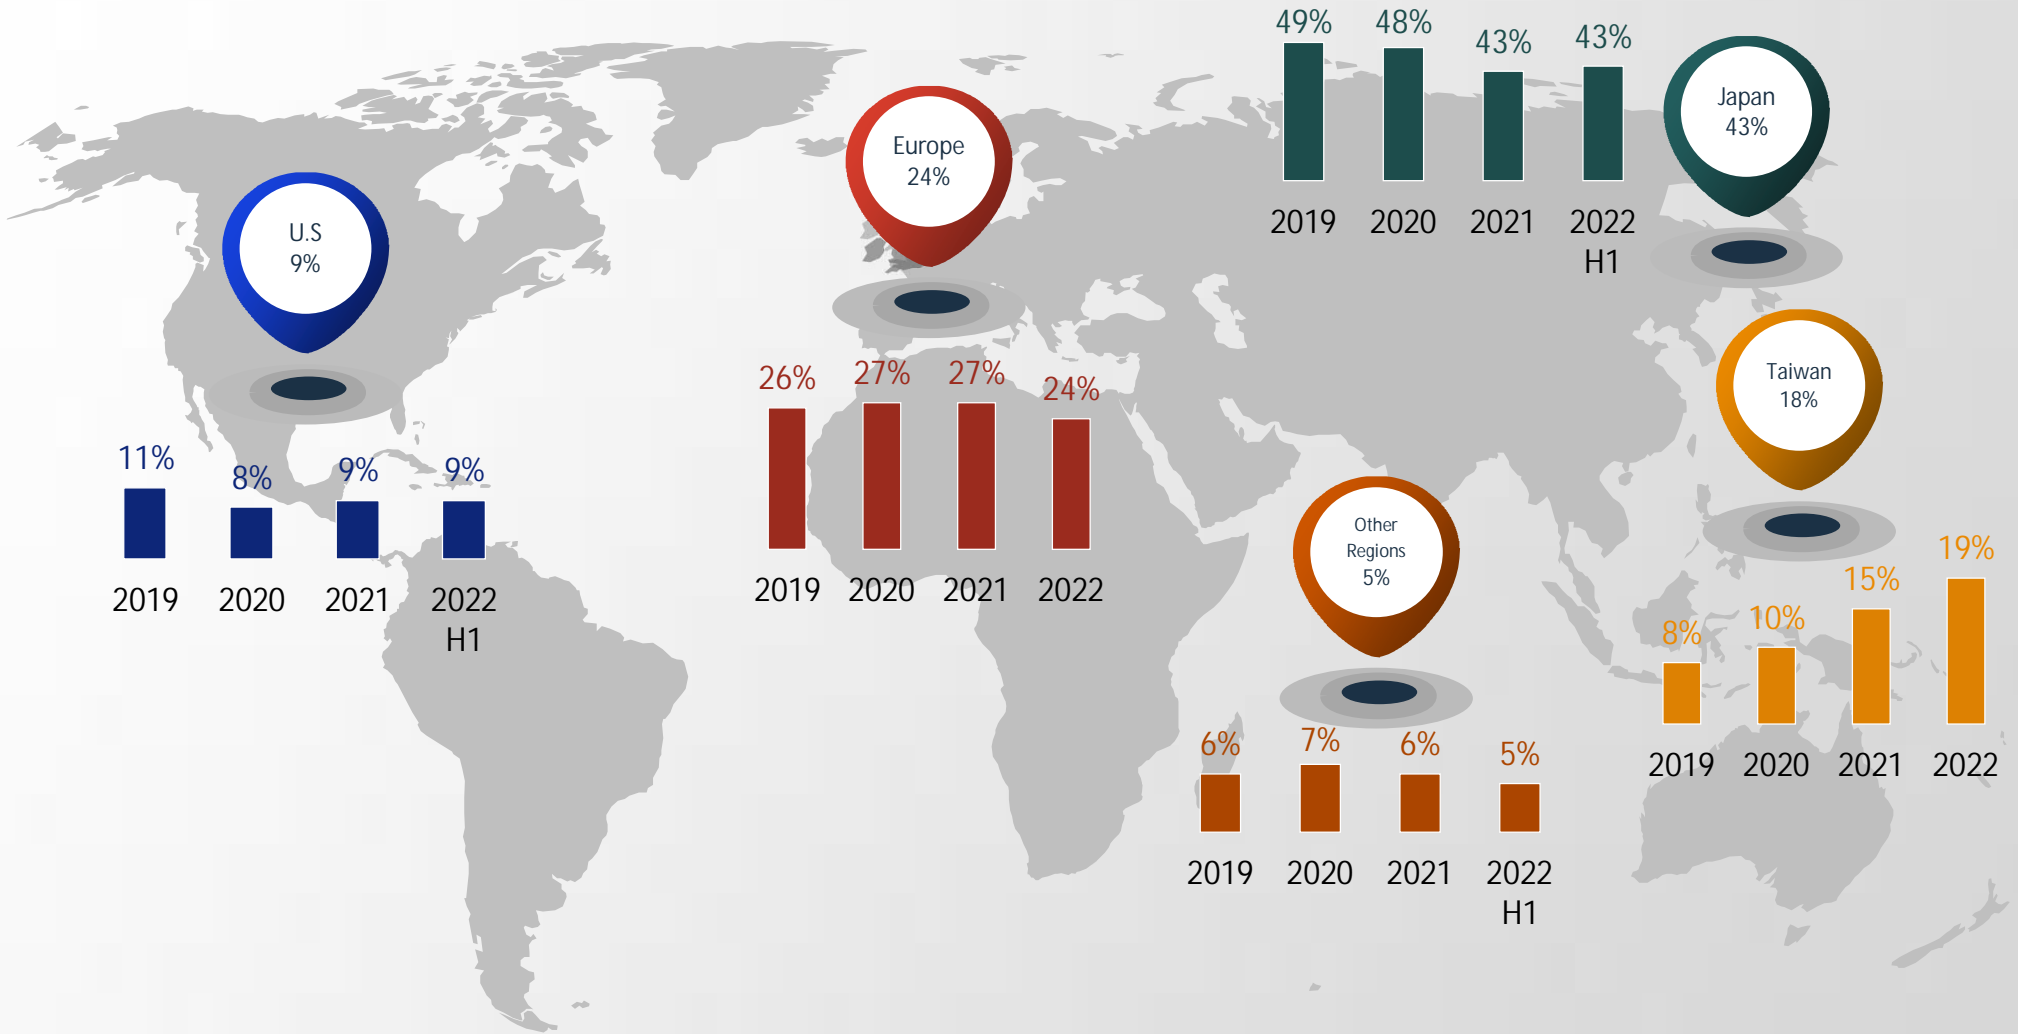 49% 48% 43% 43%
2019 2020 2021 2022
H1
Japan
43%
Europe
24%
26% 27% 27% 24%
2019 2020 2021 2022
U.S
9%
11% 8% 9% 9%
2019 2020 2021 2022
H1
Taiwan
18%
8% 10% 15% 19%
2019 2020 2021 2022
Other
Regions
5%
6% 7% 6% 5%
2019 2020 2021 2022
H1